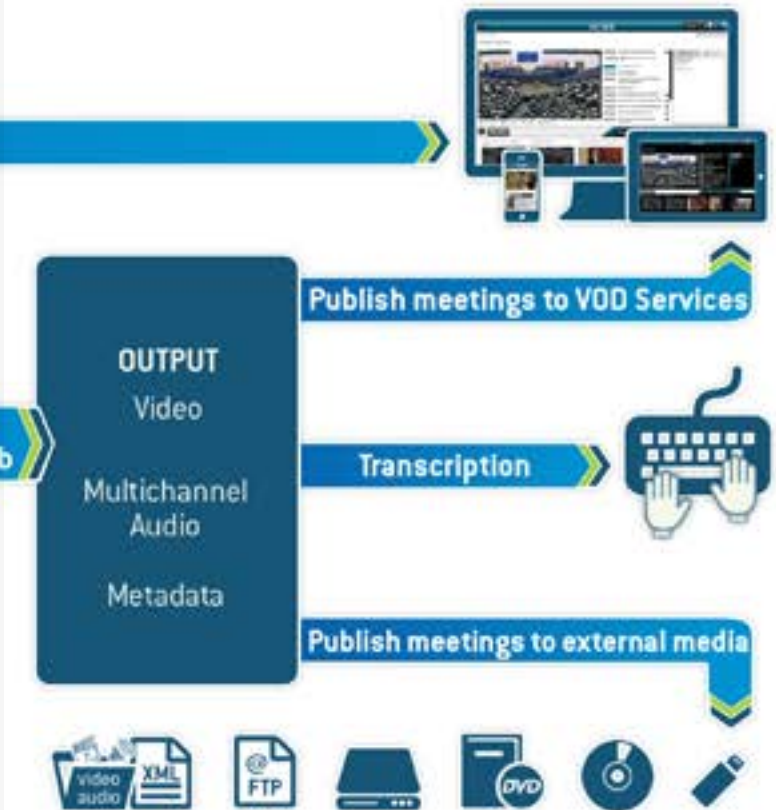 Publish meetings to VOD Services
OUTPUT
Video
Multichannel
Audio
Metadata
b
Transcription
Publish meetings to external media
video
audio
XML
@
FTP
DVD